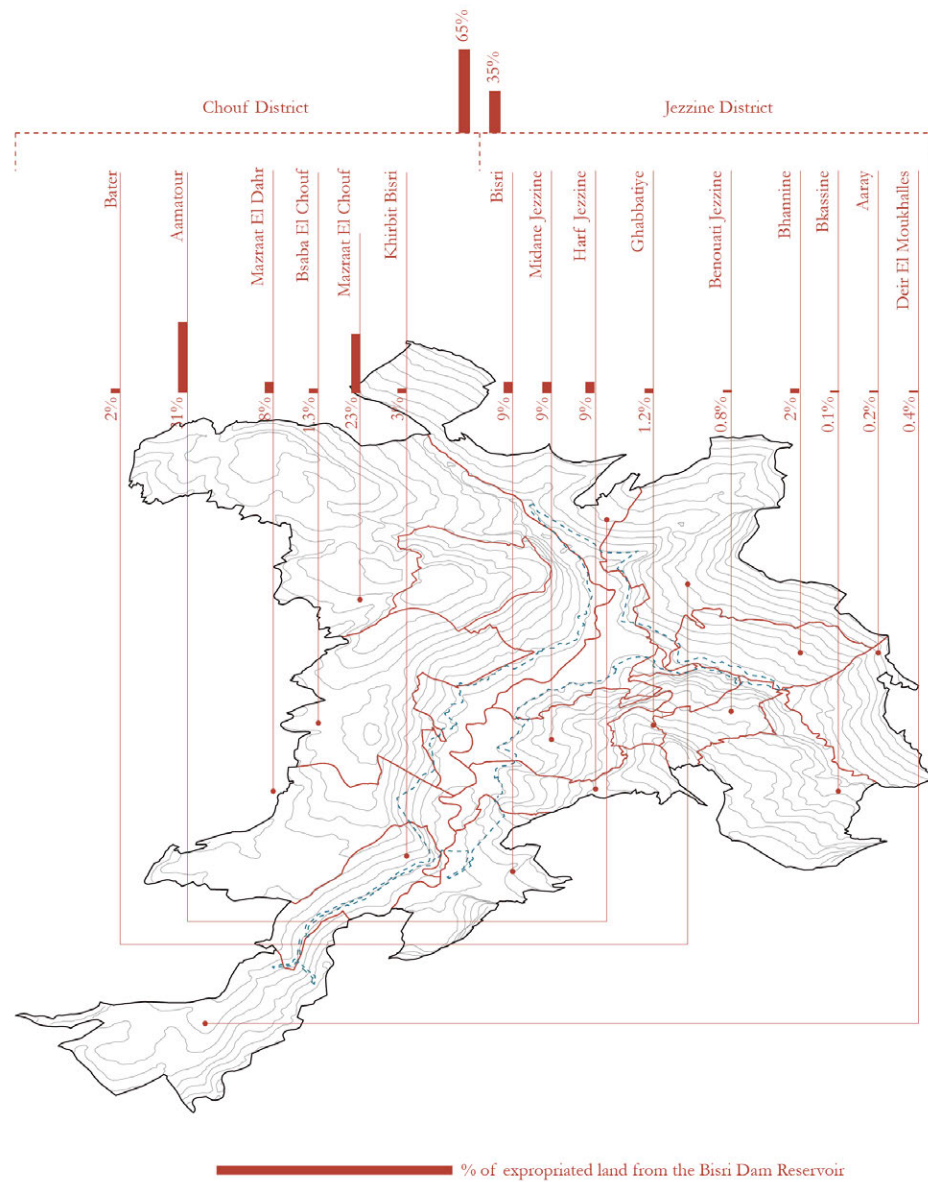 65%
35%
Chouf District
Jezzine District
Bater
Aamatour
Mazraat El Dahr
Bsaba El Chouf
Mazraat El Chouf
Khirbit Bisri
Bisri
Midane Jezzine
Harf Jezzine
Ghabbatiye
Benouati Jezzine
Bhannine
Bkassine
Aaray
Deir El Moukhalles
2%
8%
1.3%
23%
3%
9%
9%
9%
1.2%
0.8%
2%
0.1%
0.2%
0.4%
% of expropriated land from the Bisri Dam Reservoir